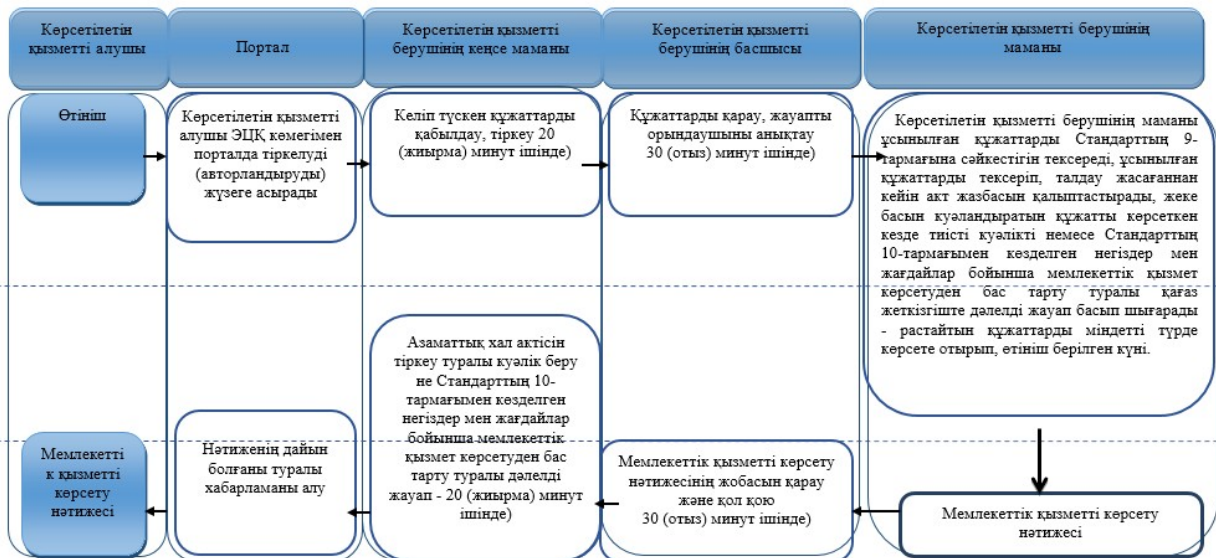 Көрсетілетін
қызметті алушы
Портал
Көрсетілетін қызметті
берушінің кеңсе маманы
Көрсетілетін қызметті
берушінің басшысы
Көрсетілетін қызметті берушінің
маманы
Өтініш
Көрсетілетін қызметті
алушы ЭЦҚ көмегімен
порталда тіркелуді
(авторландыруды)
жүзеге асырады
Келіп түскен құжаттарды
қабылдау, тіркеу 20
(жиырма) минут ішінде)
Құжаттарды қарау, жауапты
орындаушыны анықтау
30 (отыз) минут ішінде)
Көрсетілетін қызметті берушінің маманы
ұсынылған құжаттарды Стандарттың 9-
тармағына сәйкестігін тексереді, ұсынылған
құжаттарды тексеріп, талдау жасағаннан
кейін акт жазбасын қалыптастырады, жеке
басын куәландыратын құжатты көрсеткен
кезде тиісті куәлікті немесе Стандарттың
10-тармағымен көзделген негіздер мен
жағдайлар бойынша мемлекеттік қызмет
көрсетуден бас тарту туралы қағаз
жеткізгіште дәлелді жауап басып шығарады
- растайтын құжаттарды міндетті түрде
көрсете отырып, өтініш берілген күні.
Мемлекетті
к қызметті
көрсету
нәтижесі
Нәтиженің дайын
болғаны туралы
хабарламаны алу
Азаматтық хал актісін
тіркеу туралы куәлік беру
не Стандарттың 10-
тармағымен көзделген
негіздер мен жағдайлар
бойынша мемлекеттік
қызмет көрсетуден бас
тарту туралы дәлелді
жауап - 20 (жиырма) минут
ішінде)
Мемлекеттік қызметті көрсету
нәтижесінің жобасын қарау
және қол қою
30 (отыз) минут ішінде)
Мемлекеттік қызметті көрсету
нәтижесі